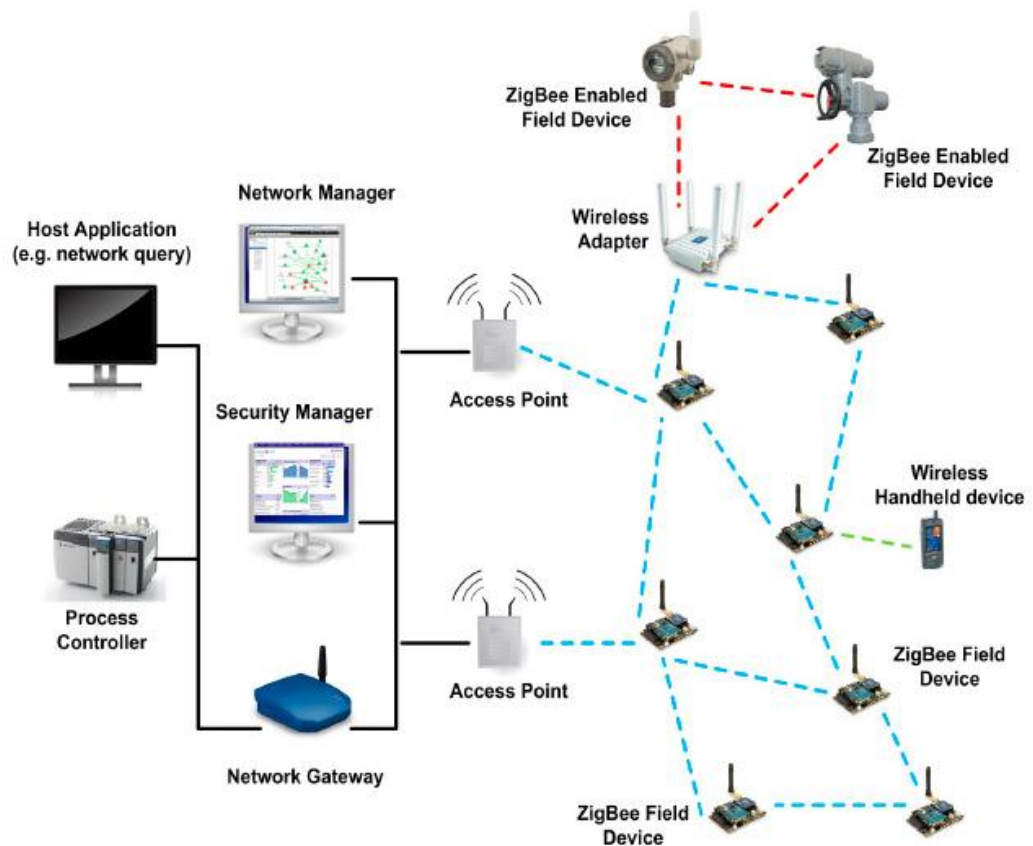 ZigBee Enabled
Field Device
ZigBee Enabled
Field Device
Network Manager
Host Application
(e.g. network query)
Wireless
Adapter
Access Point
Security Manager
Wireless
Handheld device
Process
Controller
ZigBee Field
Device
Access Point
Network Gateway
ZigBee Field
Device